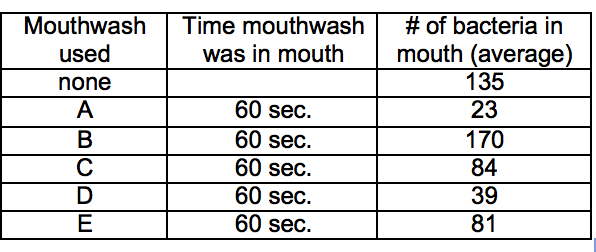 Mouthwash used Time mouthwash was in mouth # of bacteria in mouth (average)
none 135
A 60 sec. 23
B 60 sec. 170
C 60 sec. 84
D 60 sec. 39
E 60 sec. 81